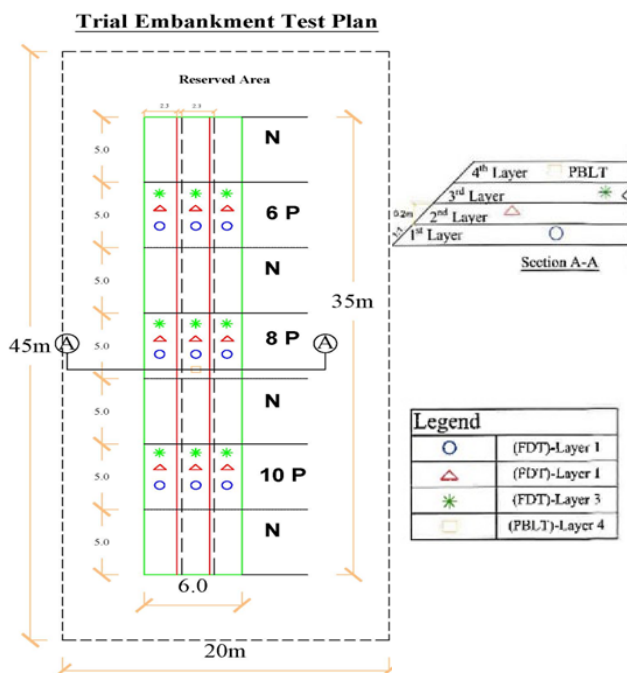 Trial Embankment Test Plan
Reserved Area
2.3 2.3
5.0
N
5.0
6 P
5.0
N
35m
45m
5.0
8 P
A
A
5.0
N
5.0
10 P
5.0
N
6.0
20m
4th Layer PBLT
3rd Layer
0.2m
2nd Layer
1:1
1st Layer
Section A-A
Legend
(FDT)-Layer 1
(FDT)-Layer 1
(FDT)-Layer 3
(PBLT)-Layer 4